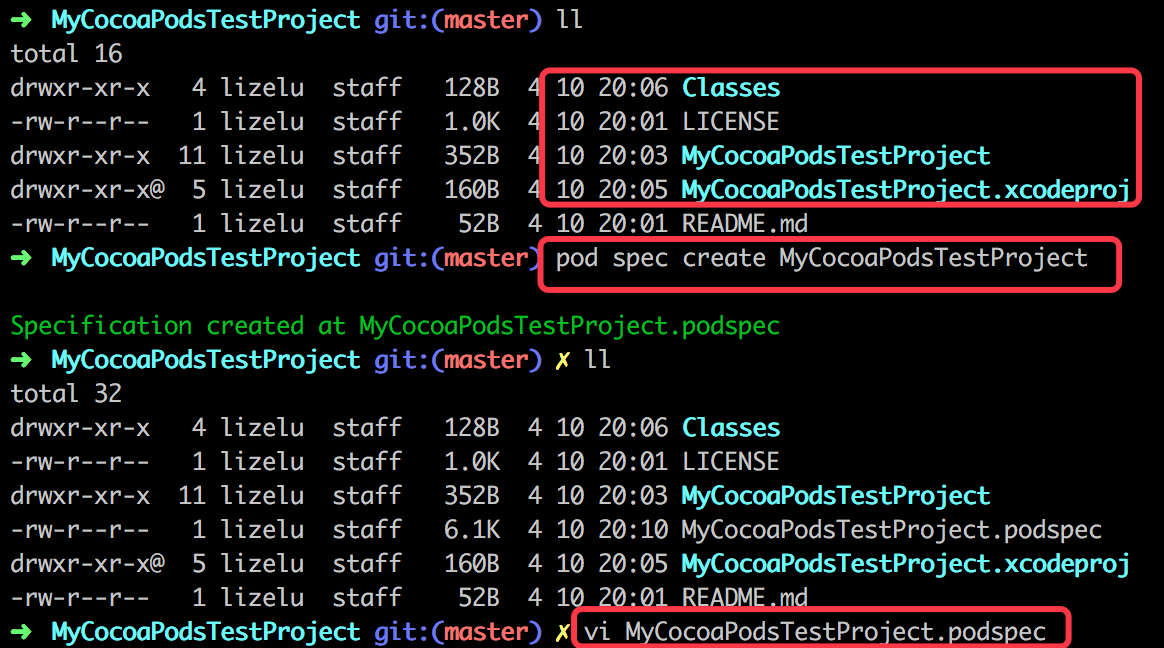 ➜  MyCocoaPodsTestProject git:(master) ll
total 16
drwxr-xr-x   4 lizelu  staff   128B  4 10 20:06 Classes
-rw-r--r--   1 lizelu  staff   1.0K  4 10 20:01 LICENSE
drwxr-xr-x  11 lizelu  staff   352B  4 10 20:03 MyCocoaPodsTestProject
drwxr-xr-x@  5 lizelu  staff   160B  4 10 20:05 MyCocoaPodsTestProject.xcodeproj
-rw-r--r--   1 lizelu  staff    52B  4 10 20:01 README.md
➜  MyCocoaPodsTestProject git:(master) pod spec create MyCocoaPodsTestProject
Specification created at MyCocoaPodsTestProject.podspec
➜  MyCocoaPodsTestProject git:(master) ✗ ll
total 32
drwxr-xr-x   4 lizelu  staff   128B  4 10 20:06 Classes
-rw-r--r--   1 lizelu  staff   1.0K  4 10 20:01 LICENSE
drwxr-xr-x  11 lizelu  staff   352B  4 10 20:03 MyCocoaPodsTestProject
-rw-r--r--   1 lizelu  staff   6.1K  4 10 20:10 MyCocoaPodsTestProject.podspec
drwxr-xr-x@  5 lizelu  staff   160B  4 10 20:05 MyCocoaPodsTestProject.xcodeproj
-rw-r--r--   1 lizelu  staff    52B  4 10 20:01 README.md
➜  MyCocoaPodsTestProject git:(master) ✗ vi MyCocoaPodsTestProject.podspec